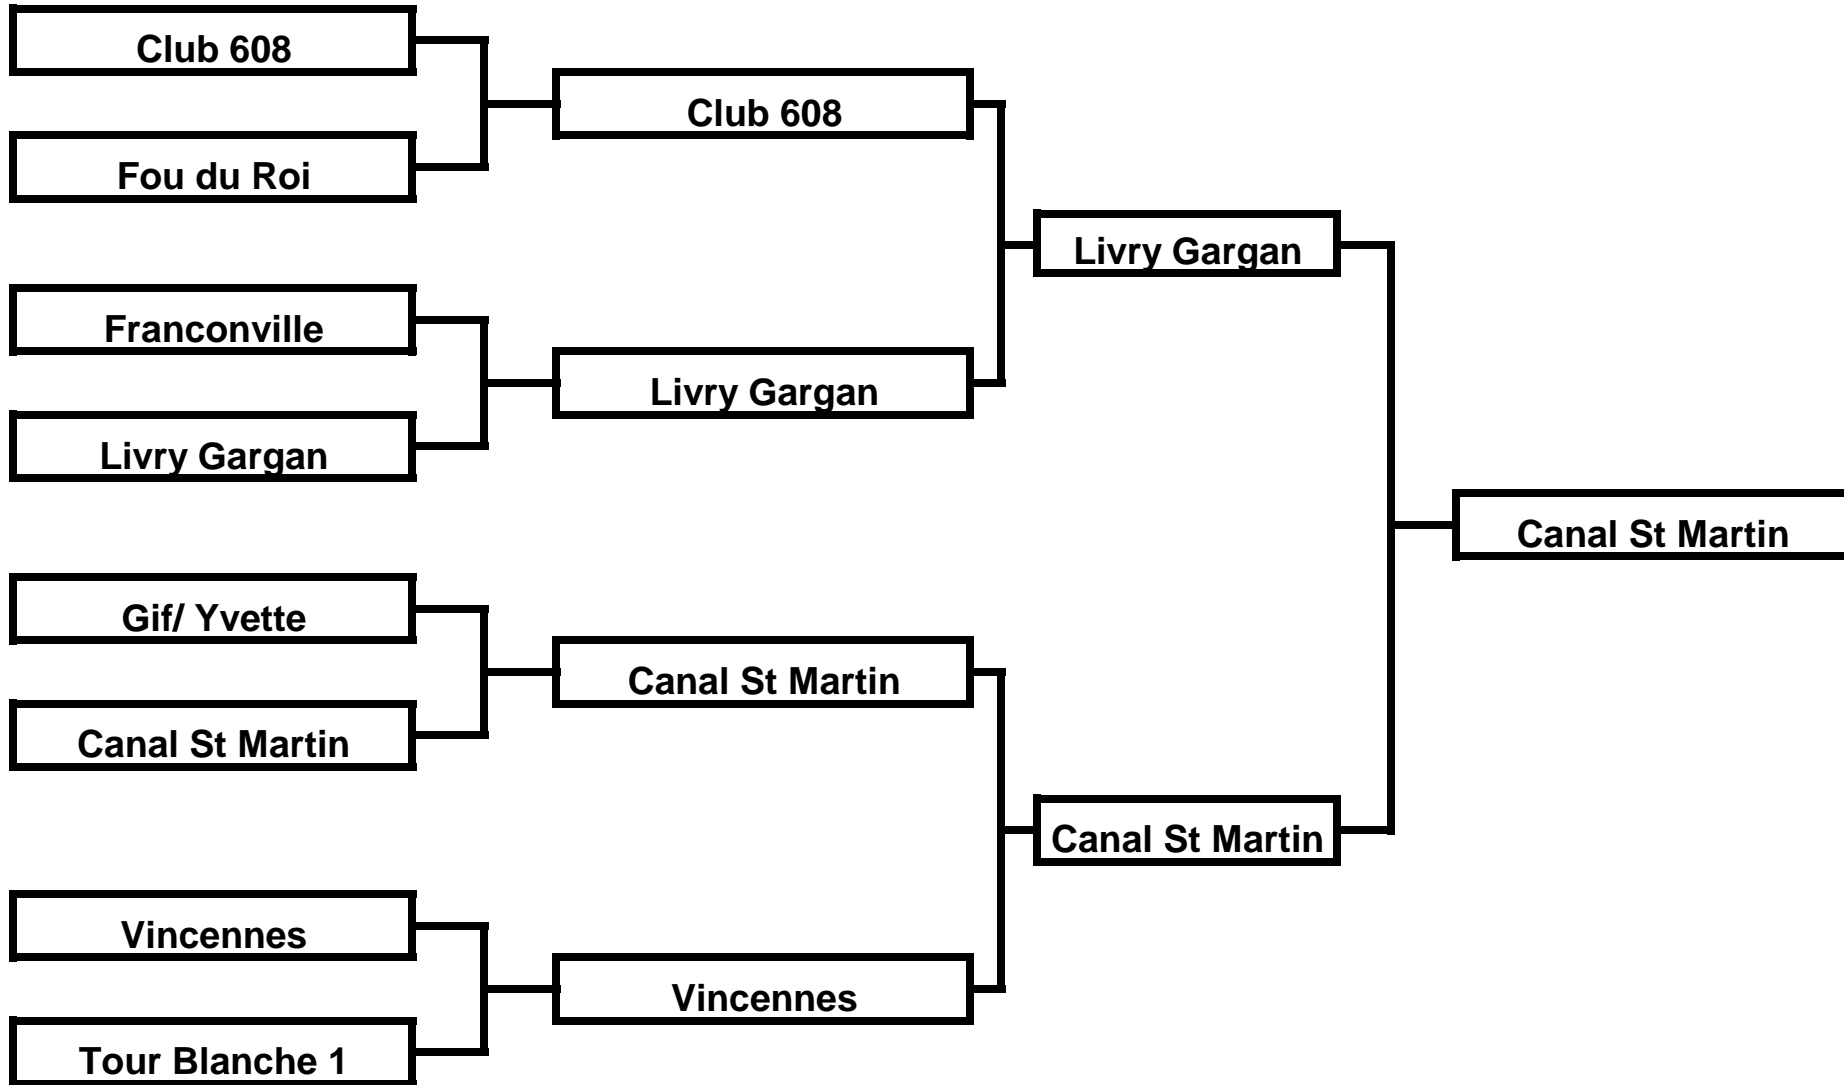 Club 608
Fou du Roi
Franconville
Livry Gargan
Gif/ Yvette
Canal St Martin
Vincennes
Tour Blanche 1
Club 608
Livry Gargan
Canal St Martin
Vincennes
Livry Gargan
Canal St Martin
Canal St Martin